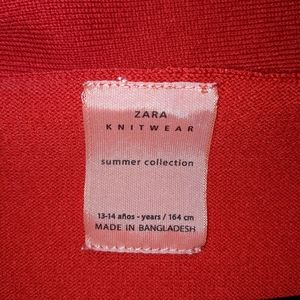 ZARA
KNITWEAR
summer collection
13-14 años - years / 164 cm
MADE IN BANGLADESH